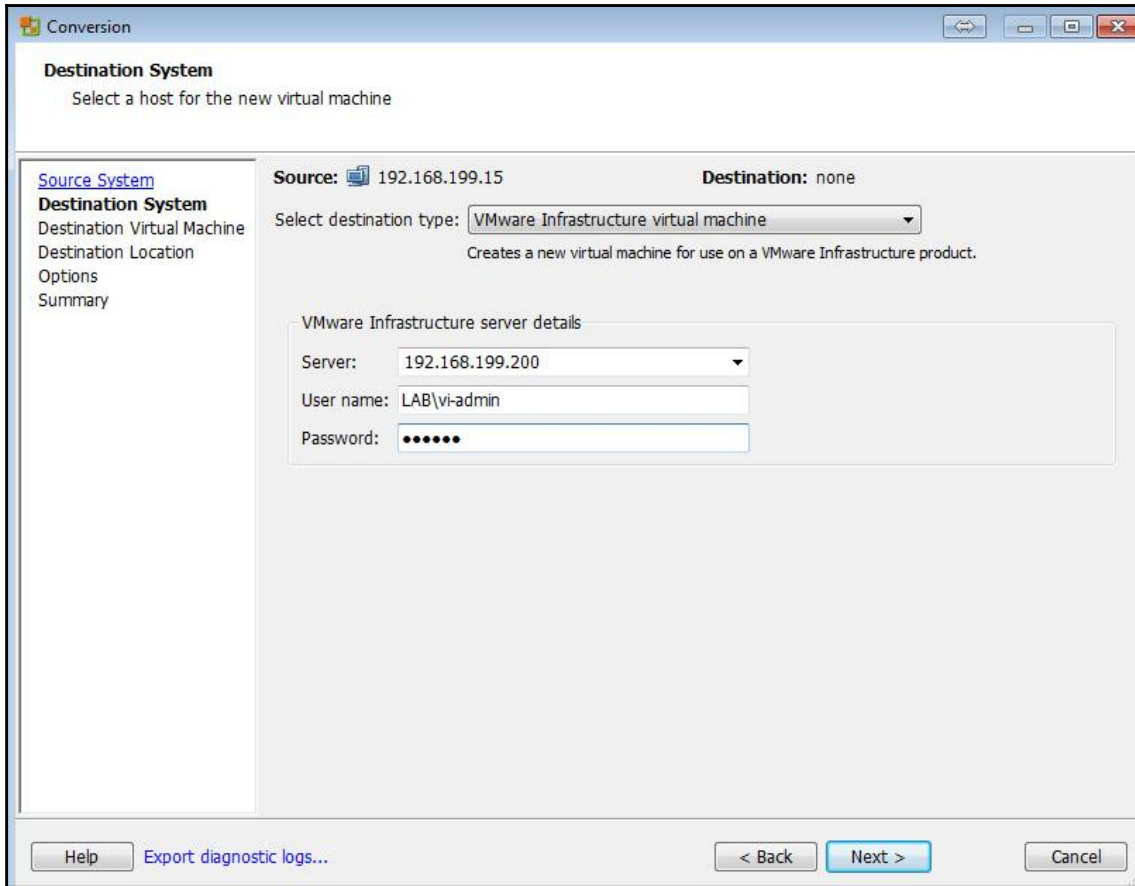 Conversion
Destination System
Select a host for the new virtual machine
Source System
Destination System
Destination Virtual Machine
Destination Location
Options
Summary
Source: 192.168.199.15 Destination: none
Select destination type: VMware Infrastructure virtual machine
Creates a new virtual machine for use on a VMware Infrastructure product.
VMware Infrastructure server details
Server: 192.168.199.200
User name: LAB\vi-admin
Password: ••••••
Help Export diagnostic logs... < Back Next > Cancel